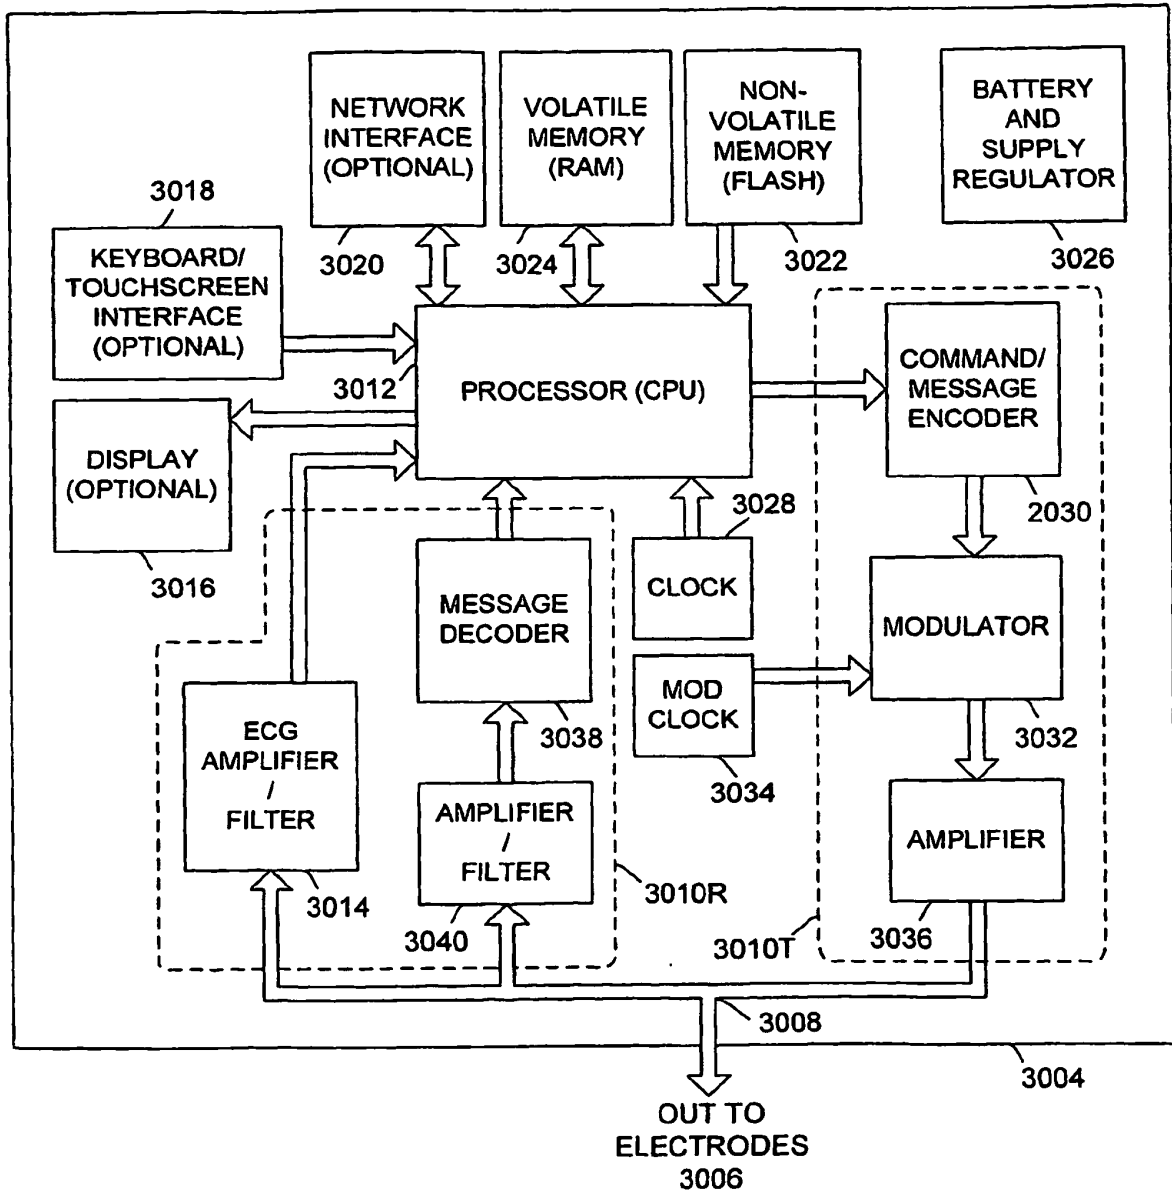 NETWORK
INTERFACE
(OPTIONAL)
3020
VOLATILE
MEMORY
(RAM)
3024
NON-
VOLATILE
MEMORY
(FLASH)
3022
BATTERY
AND
SUPPLY
REGULATOR
3026
3018
KEYBOARD/
TOUCHSCREEN
INTERFACE
(OPTIONAL)
3012
PROCESSOR (CPU)
COMMAND/
MESSAGE
ENCODER
2030
DISPLAY
(OPTIONAL)
3016
3028
CLOCK
MESSAGE
DECODER
3038
MODULATOR
3032
MOD
CLOCK
3034
ECG
AMPLIFIER
/
FILTER
3014
AMPLIFIER
/
FILTER
3040
3010R
AMPLIFIER
3036
3010T
3008
3004
OUT TO
ELECTRODES
3006